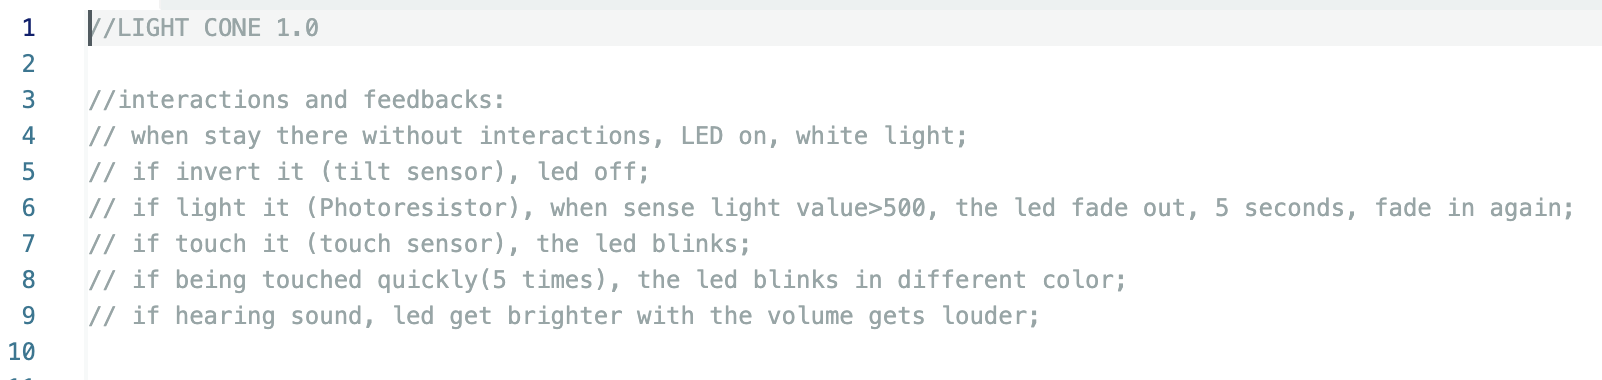 1 //LIGHT CONE 1.0
2
3 //interactions and feedbacks:
4 // when stay there without interactions, LED on, white light;
5 // if invert it (tilt sensor), led off;
6 // if light it (Photoresistor), when sense light value>500, the led fade out, 5 seconds, fade in again;
7 // if touch it (touch sensor), the led blinks;
8 // if being touched quickly(5 times), the led blinks in different color;
9 // if hearing sound, led get brighter with the volume gets louder;
10